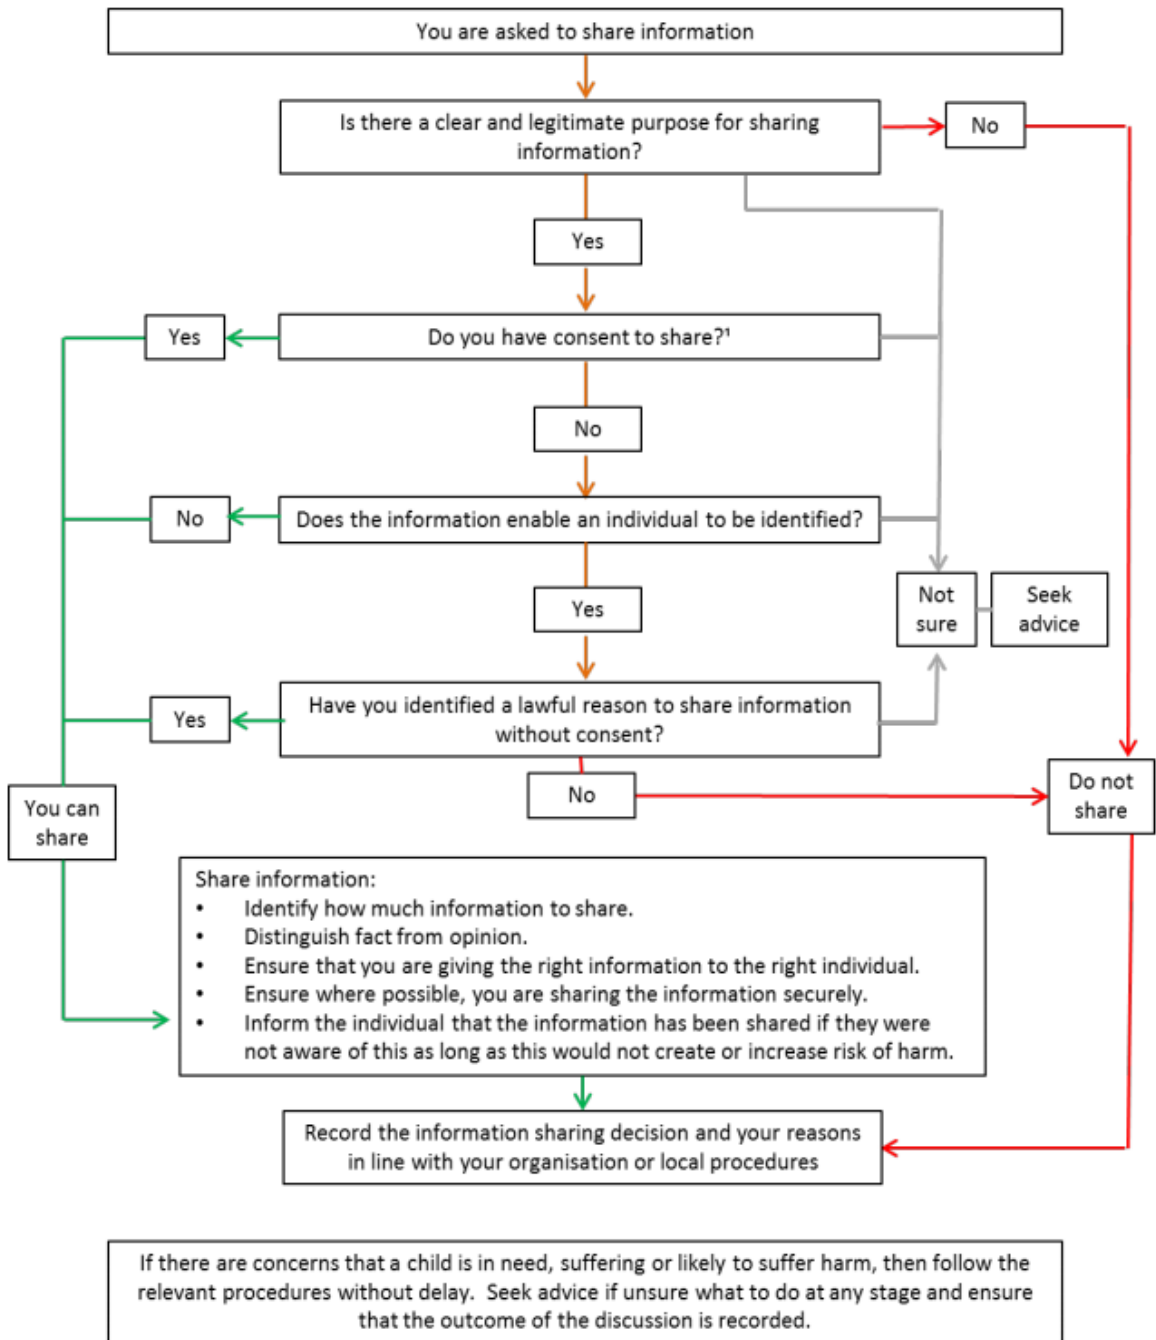 You are asked to share information
Is there a clear and legitimate purpose for sharing
information?
No
Yes
Yes
Do you have consent to share?¹
No
No
Does the information enable an individual to be identified?
Yes
Not
sure
Seek
advice
Yes
Have you identified a lawful reason to share information
without consent?
No
Do not
share
You can
share
Share information:
• Identify how much information to share.
• Distinguish fact from opinion.
• Ensure that you are giving the right information to the right individual.
• Ensure where possible, you are sharing the information securely.
• Inform the individual that the information has been shared if they were
not aware of this as long as this would not create or increase risk of harm.
Record the information sharing decision and your reasons
in line with your organisation or local procedures
If there are concerns that a child is in need, suffering or likely to suffer harm, then follow the
relevant procedures without delay.  Seek advice if unsure what to do at any stage and ensure
that the outcome of the discussion is recorded.